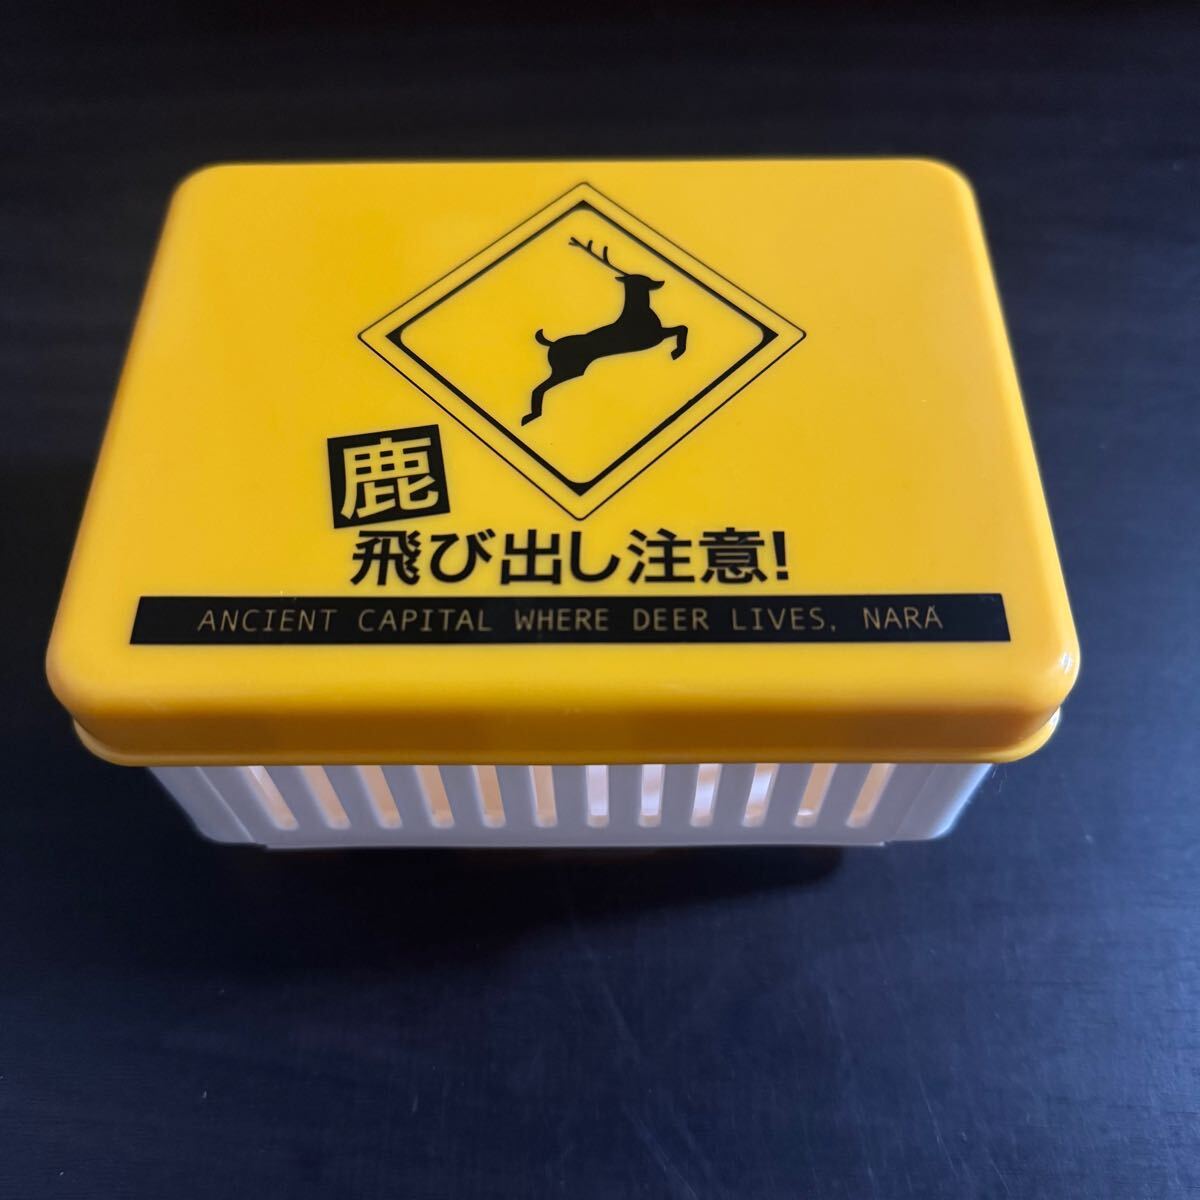 鹿
飛び出し注意!
ANCIENT CAPITAL WHERE DEER LIVES, NARA